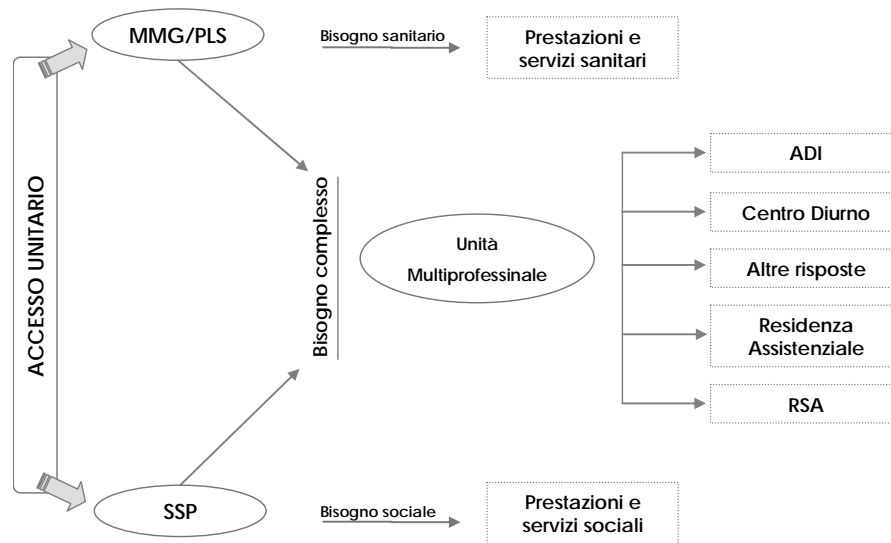 MMG/PLS
Bisogno sanitario
Prestazioni e
servizi sanitari
ACCESSO UNITARIO
Bisogno complesso
Unità
Multiprofessinale
ADI
Centro Diurno
Altre risposte
Residenza
Assistenziale
RSA
SSP
Bisogno sociale
Prestazioni e
servizi sociali